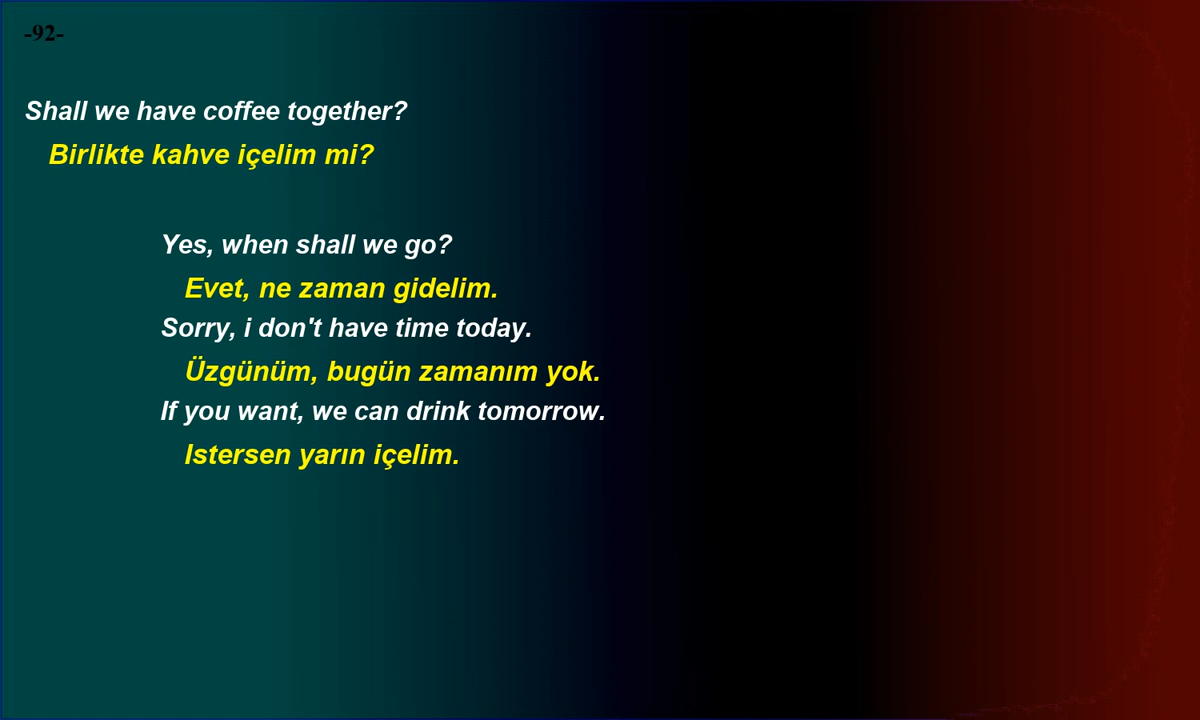 -92-
Shall we have coffee together?
Birlikte kahve içelim mi?
Yes, when shall we go?
Evet, ne zaman gidelim.
Sorry, i don't have time today.
Üzgünüm, bugün zamanım yok.
If you want, we can drink tomorrow.
Istersen yarın içelim.